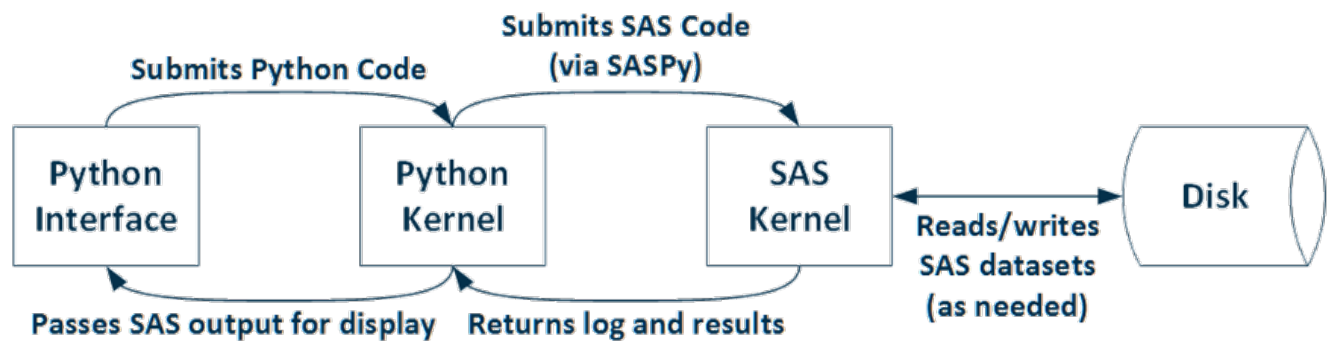 Submits SAS Code
(via SASPy)
Submits Python Code
Python
Interface
Python
Kernel
SAS
Kernel
Disk
Reads/writes
SAS datasets
(as needed)
Passes SAS output for display
Returns log and results